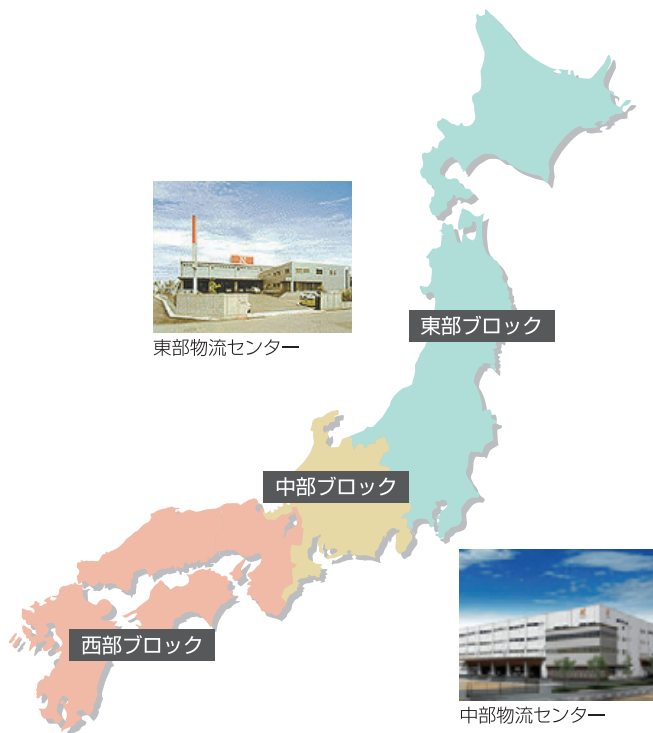 東部ブロック
東部物流センター
中部ブロック
西部ブロック
中部物流センター